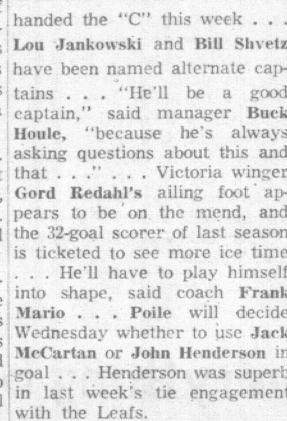 handed the "C" this week . . .
Lou Jankowski and Bill Shvetz
have been named alternate cap-
tains . . . "He'll be a good
captain," said manager Buck
Houle, "because he's always
asking questions about this and
that . . ." . . . Victoria winger
Gord Redahl's ailing foot ap-
pears to be on the mend, and
the 32-goal scorer of last season
is ticketed to see more ice time
. . . He'll have to play himself
into shape, said coach Frank
Mario . . . Poile will decide
Wednesday whether to use Jack
McCartan or John Henderson in
goal . . . Henderson was superb
in last week's tie engagement
with the Leafs.